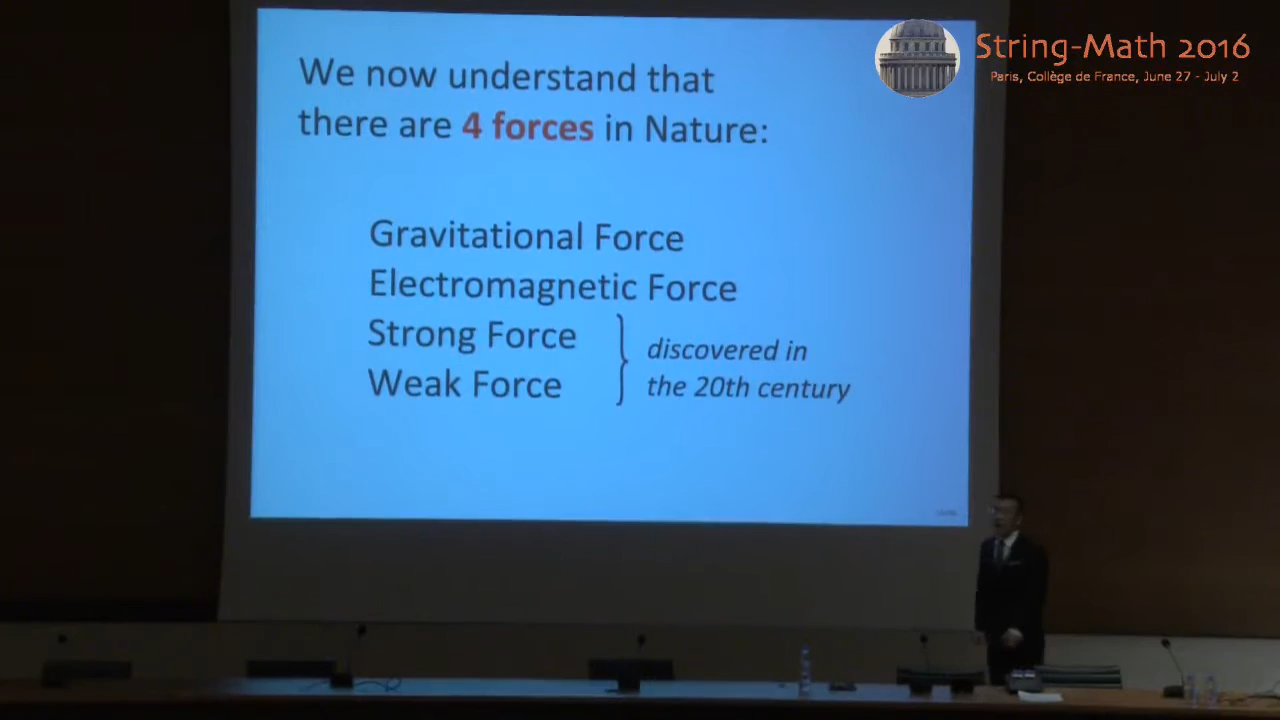 String-Math 2016
Paris, Collège de France, June 27 - July 2
We now understand that
there are 4 forces in Nature:
Gravitational Force
Electromagnetic Force
Strong Force
Weak Force
discovered in
the 20th century